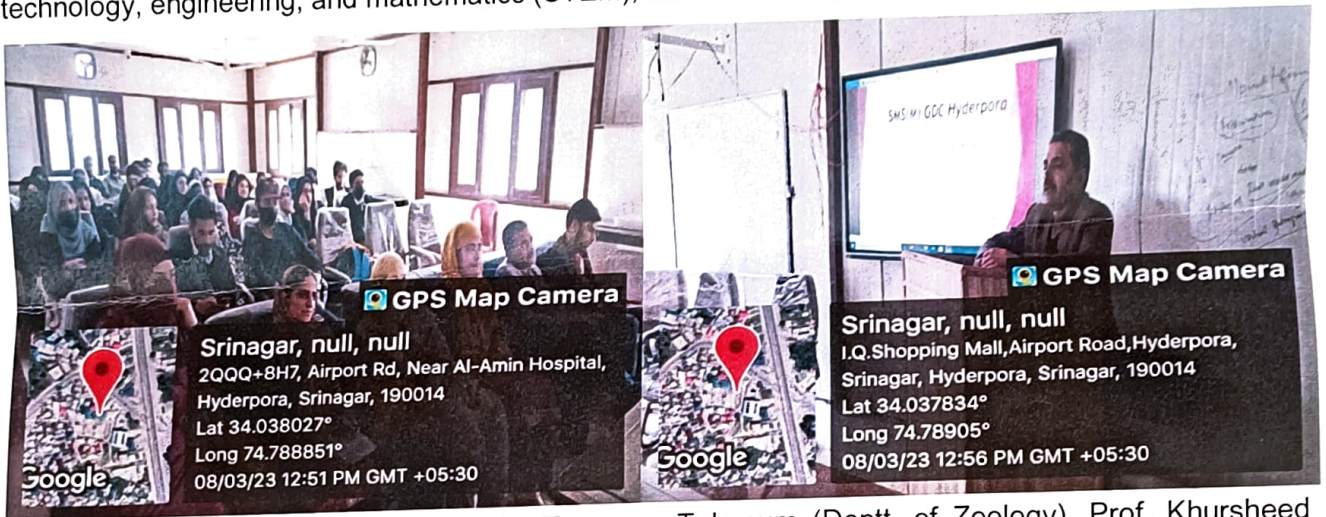 technology, engineering, and mathematics (STEM),
GPS Map Camera
Srinagar, null, null
2QQQ+8H7, Airport Rd, Near Al-Amin Hospital,
Hyderpora, Srinagar, 190014
Lat 34.038027°
Long 74.788851°
08/03/23 12:51 PM GMT +05:30
Google
GDC Hyderpora
GPS Map Camera
Srinagar, null, null
I.Q.Shopping Mall,Airport Road,Hyderpora,
Srinagar, Hyderpora, Srinagar, 190014
Lat 34.037834°
Long 74.78905°
08/03/23 12:56 PM GMT +05:30
Google
(Deptt. of Zoology), Prof. Khursheed